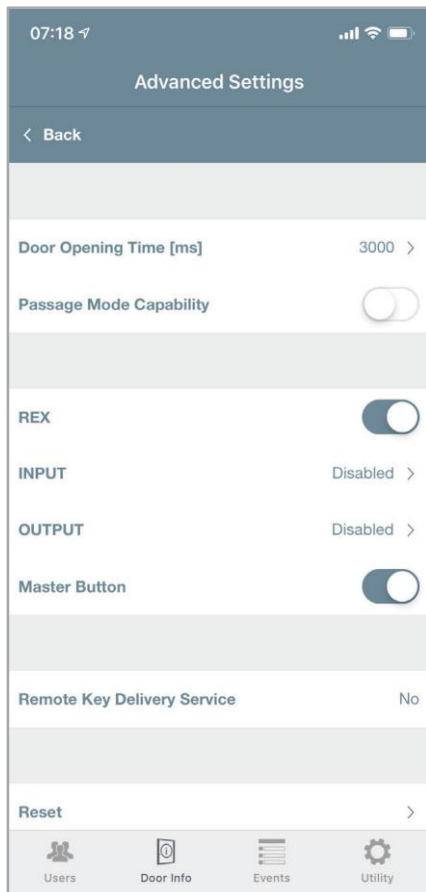 07:18
Advanced Settings
Back
Door Opening Time [ms] 3000
Passage Mode Capability
REX
INPUT Disabled
OUTPUT Disabled
Master Button
Remote Key Delivery Service No
Reset
Users Door Info Events Utility